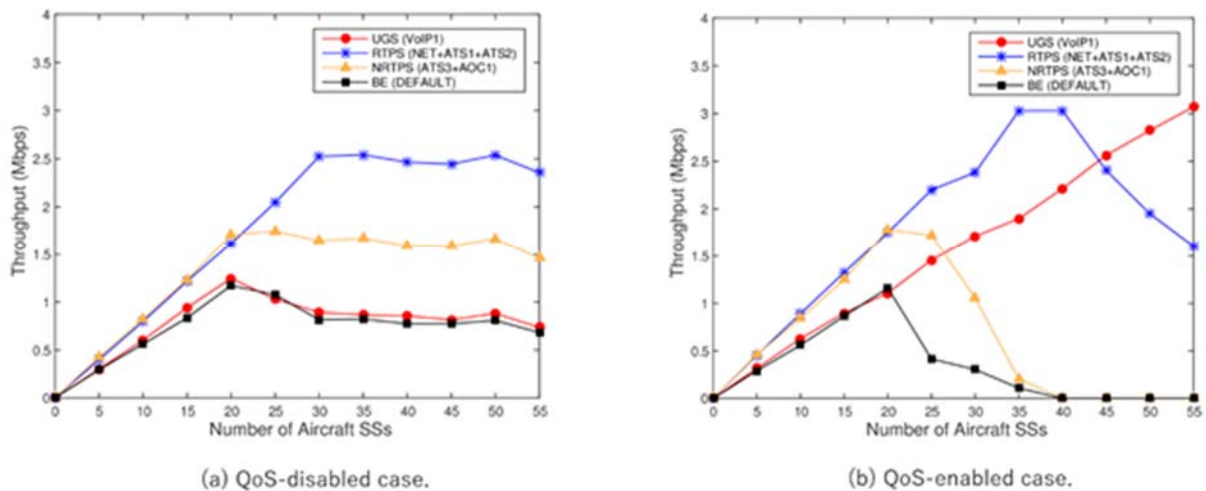 4
3.5
3
2.5
2
1.5
1
0.5
0
Throughput (Mbps)
UGS (VoIP1)
RTPS (NET+ATS1+ATS2)
NRTPS (ATS3+AOC1)
BE (DEFAULT)
0 5 10 15 20 25 30 35 40 45 50 55
Number of Aircraft SSs
(a) QoS-disabled case.
4
3.5
3
2.5
2
1.5
1
0.5
0
Throughput (Mbps)
UGS (VoIP1)
RTPS (NET+ATS1+ATS2)
NRTPS (ATS3+AOC1)
BE (DEFAULT)
0 5 10 15 20 25 30 35 40 45 50 55
Number of Aircraft SSs
(b) QoS-enabled case.